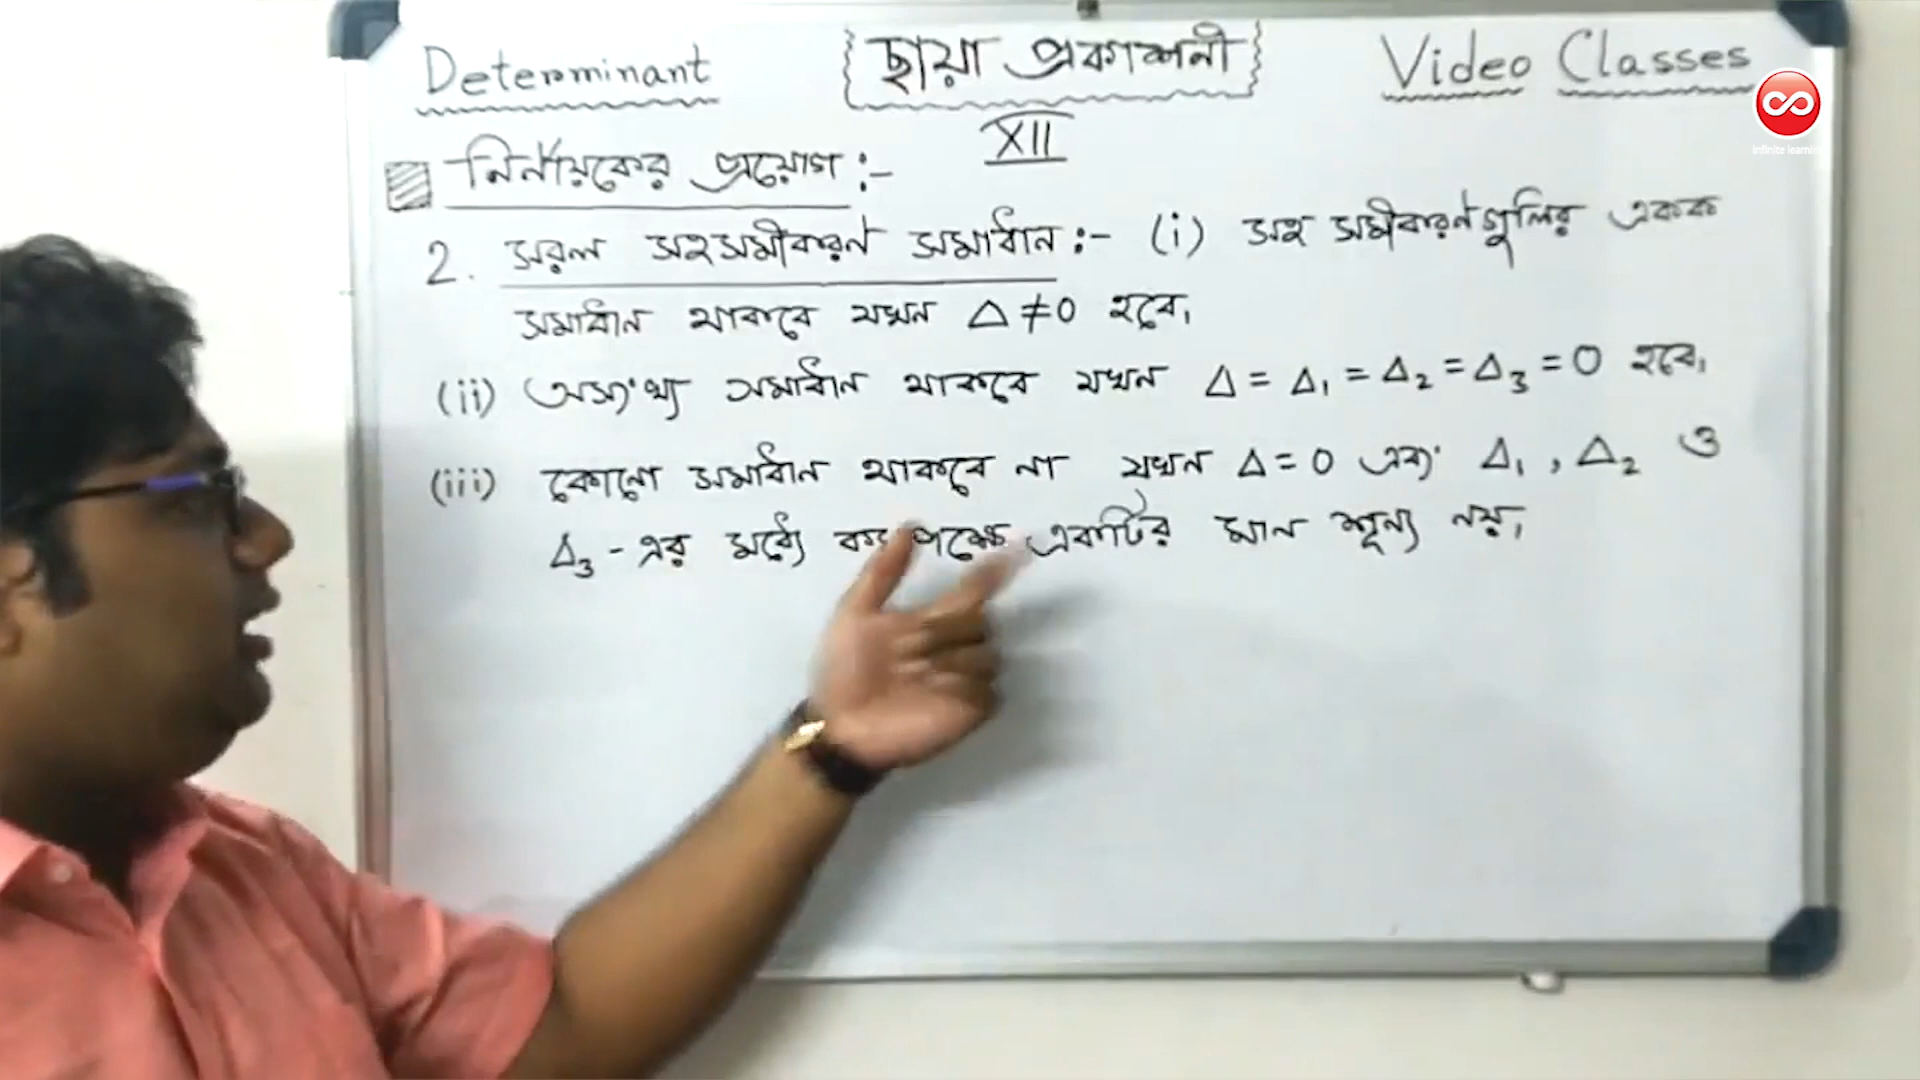 Determinant
ছায়া প্রকাশনী
Video Classes
XII
infinite learnin
নির্ণায়কের প্রয়োগ :-
2. সরল সহসমীকরণ সমাধান :- (i) সহ সমীকরণগুলির একক
সমাধান থাকবে যখন Δ ≠ 0 হবে।
(ii) অসংখ্য সমাধান থাকবে যখন Δ = Δ₁ = Δ₂ = Δ₃ = 0 হবে।
(iii) কোনো সমাধান থাকবে না যখন Δ = 0 এবং Δ₁ , Δ₂ ও
Δ₃ - এর মধ্যে একটির মান শূন্য নয়।